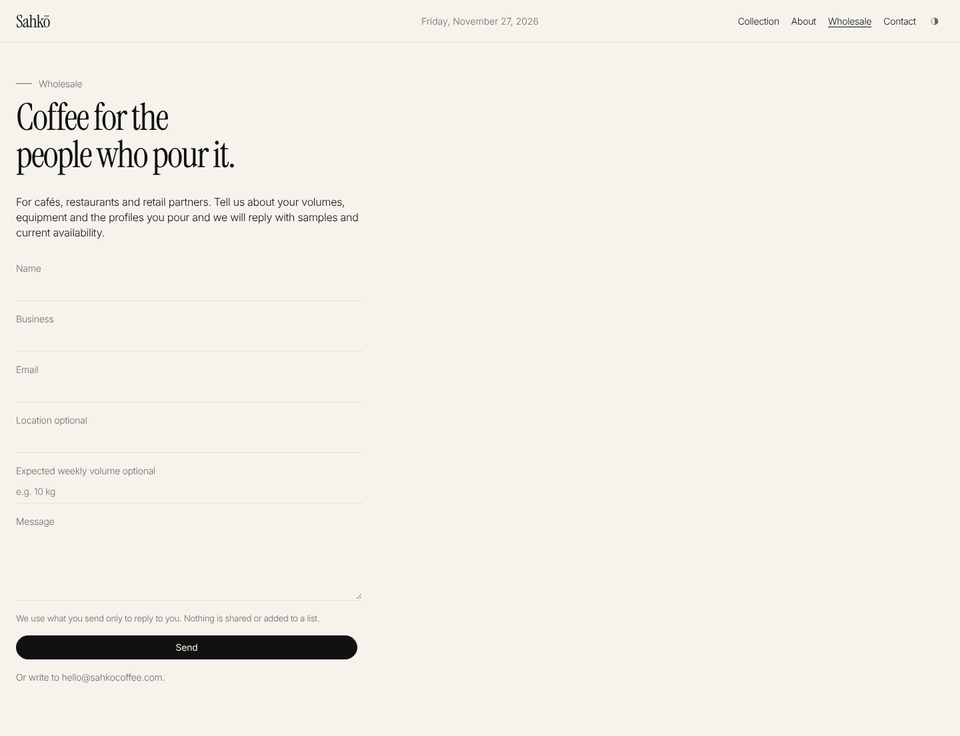 Sahkō
Friday, November 27, 2026
Collection About Wholesale Contact
Wholesale
Coffee for the
people who pour it.
For cafés, restaurants and retail partners. Tell us about your volumes,
equipment and the profiles you pour and we will reply with samples and
current availability.
Name
Business
Email
Location optional
Expected weekly volume optional
e.g. 10 kg
Message
We use what you send only to reply to you. Nothing is shared or added to a list.
Send
Or write to hello@sahkocoffee.com.